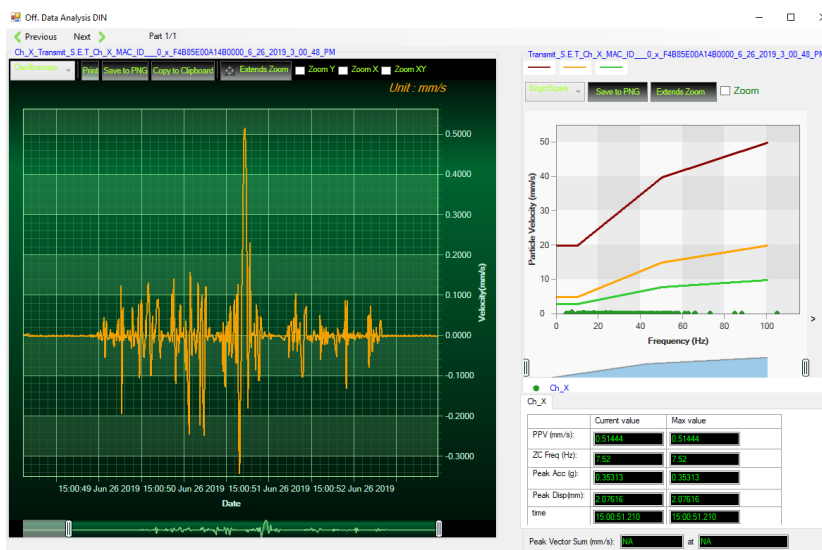 Off. Data Analysis DIN
Previous Next Part 1/1
Ch_X_Transmit_S.E.T_Ch_X_MAC_ID___0_x_F4B85E00A14B0000_6_26_2019_3_00_48_PM
Oscilloscope Print Save to PNG Copy to Clipboard Extends Zoom Zoom Y Zoom X Zoom XY
Unit : mm/s
0.5000
0.4000
0.3000
0.2000
0.1000
0.0000
-0.1000
-0.2000
-0.3000
Velocity(mm/s)
15:00:49 Jun 26 2019 15:00:50 Jun 26 2019 15:00:51 Jun 26 2019 15:00:52 Jun 26 2019
Date
Transmit_S.E.T_Ch_X_MAC_ID___0_x_F4B85E00A14B0000_6_26_2019_3_00_48_PM
BrightSpark Save to PNG Extends Zoom Zoom
50
40
30
20
10
0
Particle Velocity (mm/s)
0 20 40 60 80 100
Frequency (Hz)
>
Ch_X
Ch_X
Current value Max value
PPV (mm/s): 0.51444 0.51444
ZC Freq (Hz): 7.52 7.52
Peak Acc (g): 0.35313 0.35313
Peak Disp(mm): 2.07616 2.07616
time 15:00:51.210 15:00:51.210
Peak Vector Sum (mm/s): NA at NA